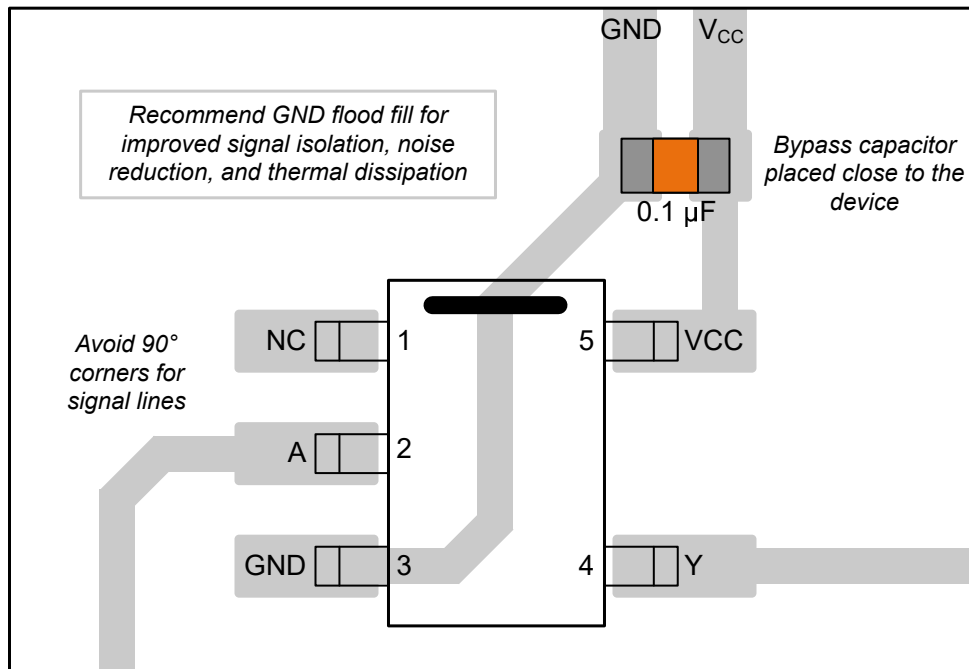 GND
V_CC
Recommend GND flood fill for
improved signal isolation, noise
reduction, and thermal dissipation
Bypass capacitor
placed close to the
device
0.1 µF
Avoid 90°
corners for
signal lines
NC
1
5
VCC
A
2
GND
3
4
Y